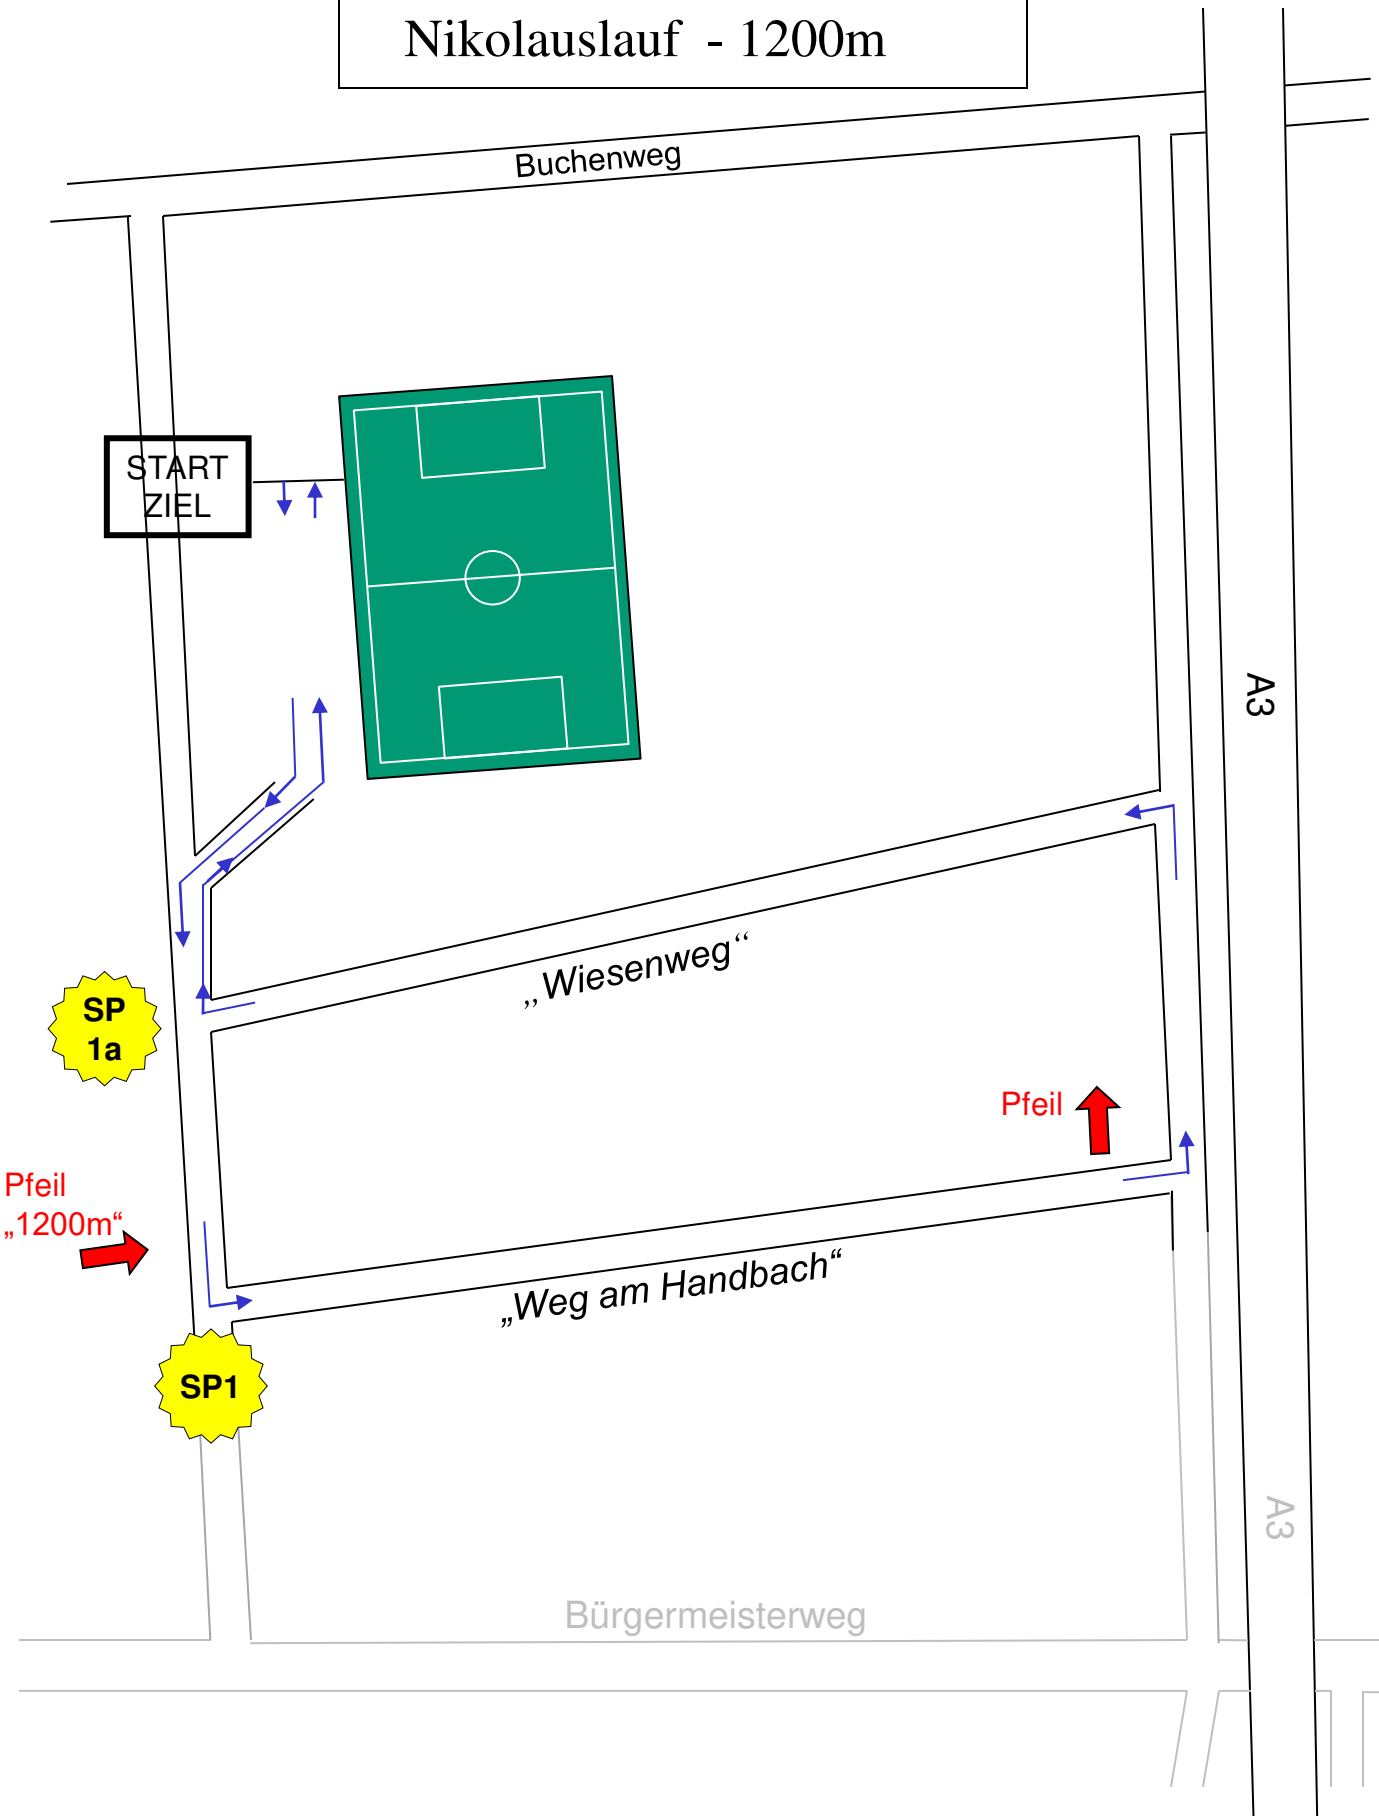 Nikolauslauf - 1200m
Buchenweg
START
ZIEL
A3
„Wiesenweg“
SP
1a
Pfeil
Pfeil
„1200m“
„Weg am Handbach“
SP1
A3
Bürgermeisterweg